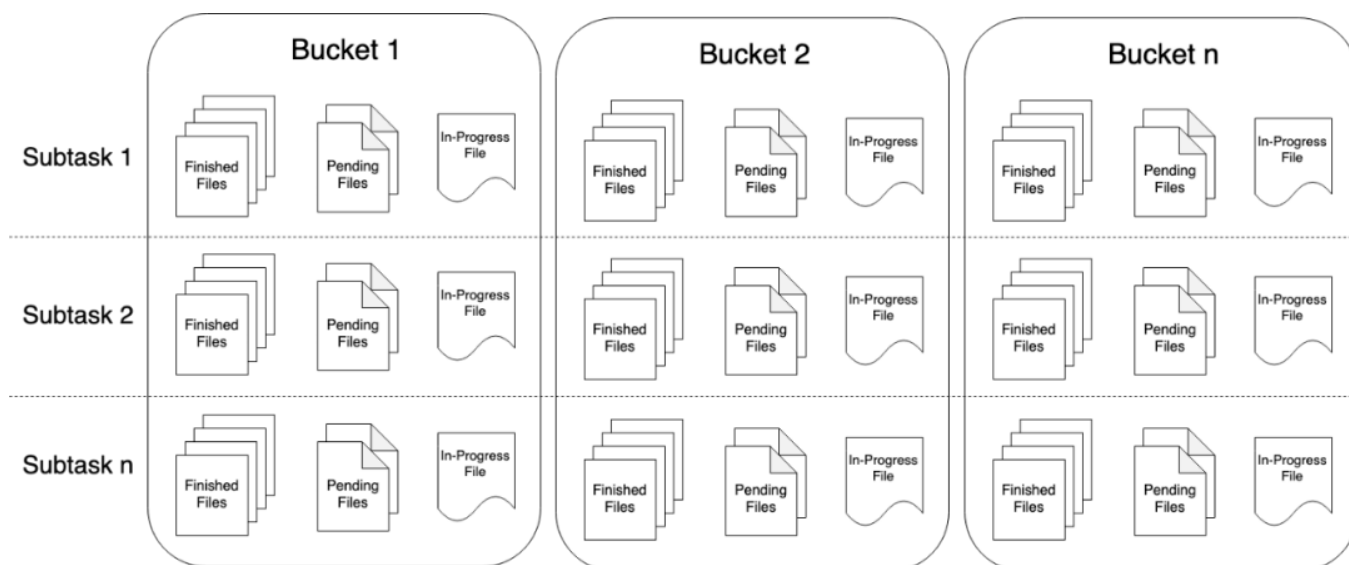 Bucket 1
Bucket 2
Bucket n
Subtask 1
Finished
Files
Pending
Files
In-Progress
File
Finished
Files
Pending
Files
In-Progress
File
Finished
Files
Pending
Files
In-Progress
File
Subtask 2
Finished
Files
Pending
Files
In-Progress
File
Finished
Files
Pending
Files
In-Progress
File
Finished
Files
Pending
Files
In-Progress
File
Subtask n
Finished
Files
Pending
Files
In-Progress
File
Finished
Files
Pending
Files
In-Progress
File
Finished
Files
Pending
Files
In-Progress
File